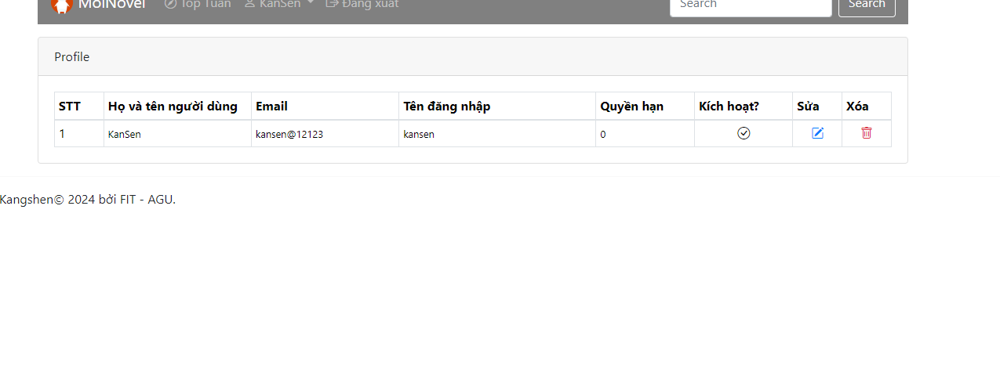 MolNovel Top Tuần KanSen Đăng xuất Search Search
Profile
STT Họ và tên người dùng Email Tên đăng nhập Quyền hạn Kích hoạt? Sửa Xóa
1 KanSen kansen@12123 kansen 0
Kangshen© 2024 bởi FIT - AGU.